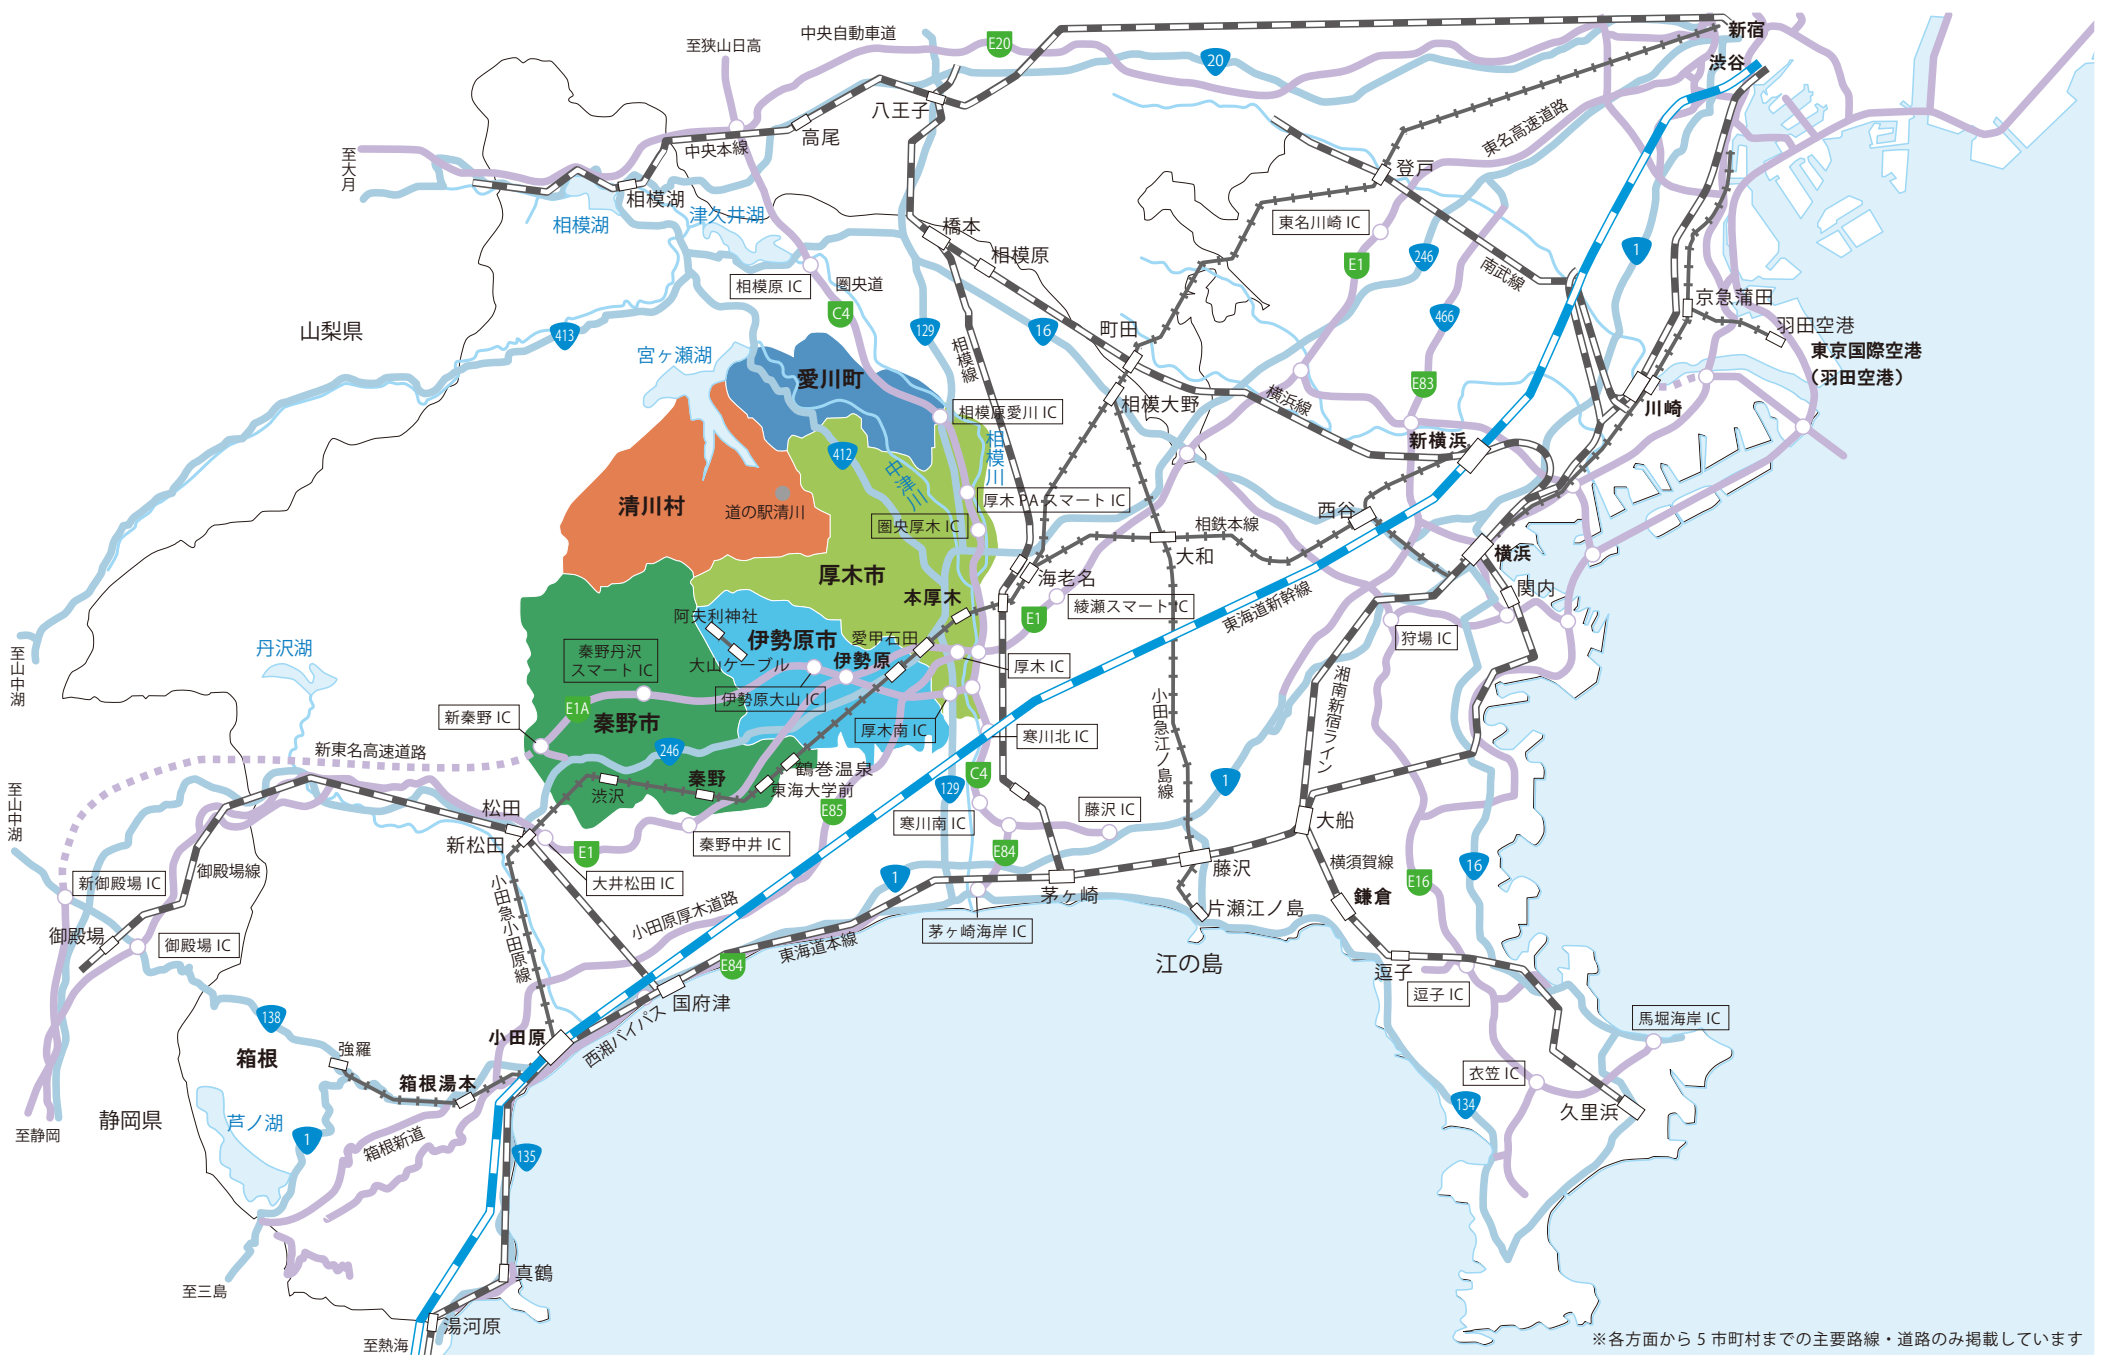 至狭山日高
中央自動車道
E20
20
新宿
渋谷
八王子
高尾
中央本線
至大月
相模湖
相模湖
津久井湖
東名高速道路
登戸
東名川崎 IC
橋本
相模原
E1
246
1
南武線
相模原 IC
圏央道
C4
129
16
466
京急蒲田
羽田空港
東京国際空港
（羽田空港）
山梨県
413
宮ヶ瀬湖
愛川町
相模線
町田
E83
横浜線
相模大野
川崎
相模原愛川 IC
新横浜
412
相模川
中津川
清川村
道の駅清川
厚木 PA スマート IC
圏央厚木 IC
西谷
相鉄本線
大和
横浜
厚木市
海老名
関内
本厚木
綾瀬スマート IC
E1
東海道新幹線
狩場 IC
阿夫利神社
伊勢原市
愛甲石田
大山ケーブル
伊勢原
厚木 IC
秦野丹沢
スマート IC
丹沢湖
至山中湖
伊勢原大山 IC
E1A
新秦野 IC
秦野市
厚木南 IC
寒川北 IC
小田急江ノ島線
湘南新宿ライン
新東名高速道路
246
鶴巻温泉
東海大学前
秦野
渋沢
C4
129
1
至山中湖
E85
松田
新松田
寒川南 IC
藤沢 IC
大船
秦野中井 IC
E1
E84
御殿場線
新御殿場 IC
大井松田 IC
1
藤沢
横須賀線
16
E16
鎌倉
茅ヶ崎
片瀬江ノ島
小田急小田原線
小田原厚木道路
御殿場
御殿場 IC
茅ヶ崎海岸 IC
東海道本線
E84
江の島
逗子
逗子 IC
国府津
138
小田原
西湘バイパス
馬堀海岸 IC
箱根
強羅
箱根湯本
衣笠 IC
134
久里浜
静岡県
芦ノ湖
至静岡
1
箱根新道
135
至三島
真鶴
湯河原
至熱海
※各方面から 5 市町村までの主要路線・道路のみ掲載しています